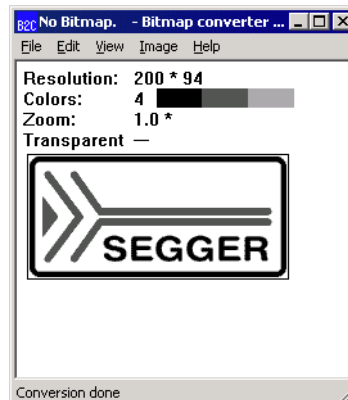 B2C No Bitmap. - Bitmap converter ...
File Edit View Image Help
Resolution: 200 * 94
Colors: 4
Zoom: 1.0 *
Transparent —
SEGGER
Conversion done